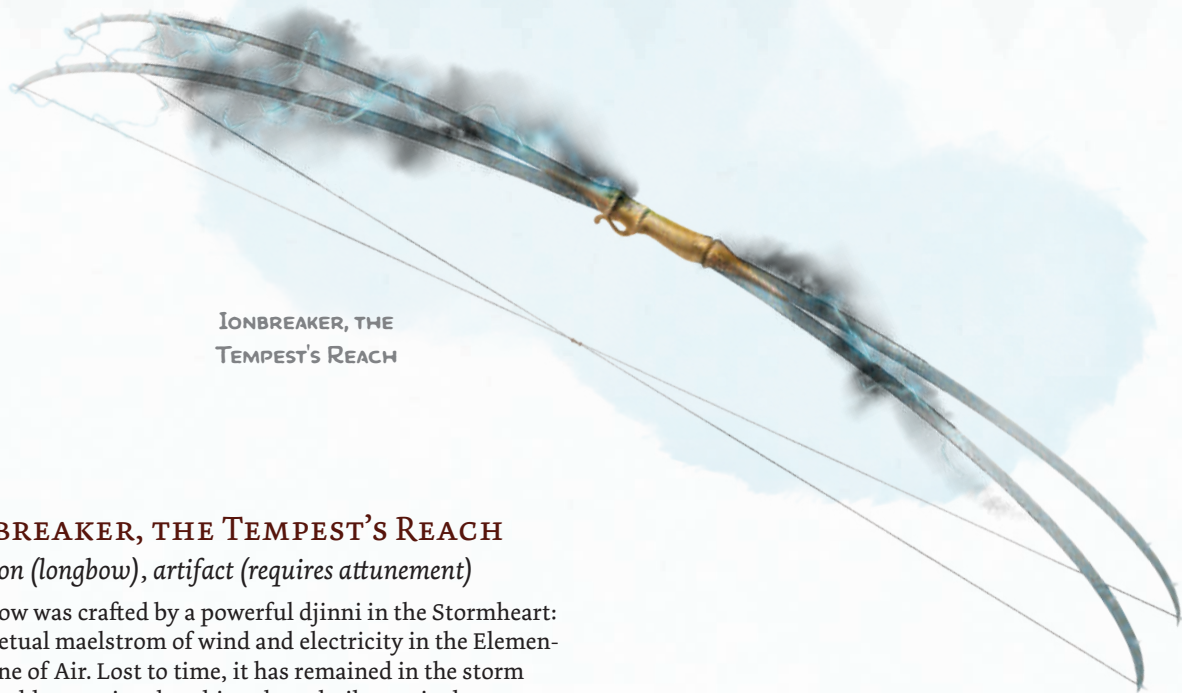 IONBREAKER, THE
TEMPEST'S REACH
BREAKER, THE TEMPEST'S REACH
on (longbow), artifact (requires attunement)
ow was crafted by a powerful djinni in the Stormheart:
etual maelstrom of wind and electricity in the Elemen-
ne of Air. Lost to time, it has remained in the storm